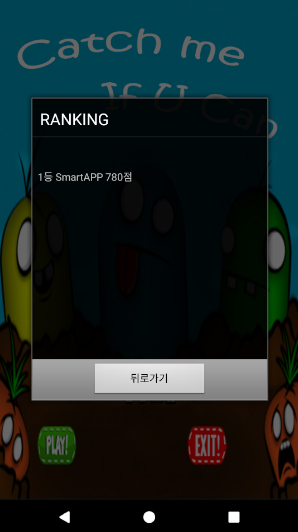 Catch me
If U Can
RANKING
1등 SmartAPP 780점
뒤로가기
PLAY!
EXIT!